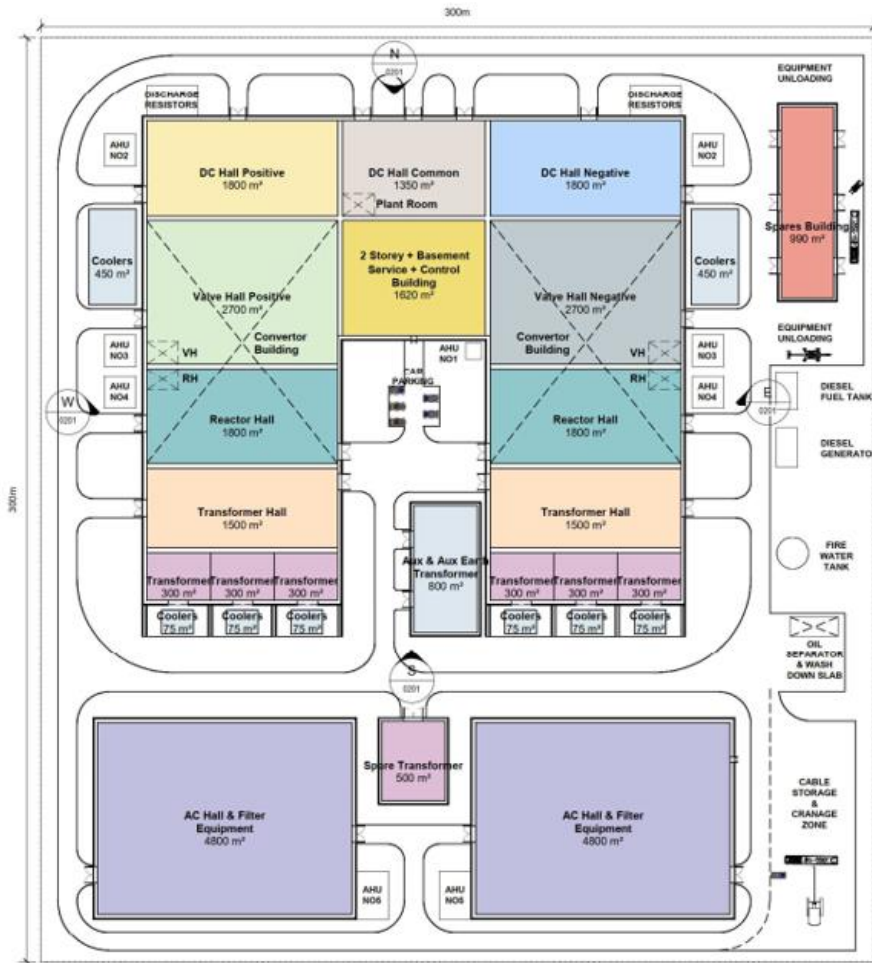 300m
300m
N
0201
EQUIPMENT
UNLOADING
DISCHARGE
RESISTORS
DISCHARGE
RESISTORS
AHU
NO2
DC Hall Positive
1800 m²
DC Hall Common
1350 m²
DC Hall Negative
1800 m²
AHU
NO2
Plant Room
Spares Building
990 m²
Coolers
450 m²
2 Storey + Basement
Service + Control
Building
1620 m²
Coolers
450 m²
Valve Hall Positive
2700 m²
Valve Hall Negative
2700 m²
Convertor
Building
Convertor
Building
EQUIPMENT
UNLOADING
AHU
NO3
VH
AHU
NO1
VH
AHU
NO3
RH
CAR
PARKING
RH
AHU
NO4
AHU
NO4
DIESEL
FUEL TANK
W
0201
E
0201
Reactor Hall
1800 m²
Reactor Hall
1800 m²
DIESEL
GENERATOR
Transformer Hall
1500 m²
Transformer Hall
1500 m²
FIRE
WATER
TANK
Aux & Aux Earth
Transformer
800 m²
Transformer
300 m²
Transformer
300 m²
Transformer
300 m²
Transformer
300 m²
Transformer
300 m²
Transformer
300 m²
Coolers
75 m²
Coolers
75 m²
Coolers
75 m²
Coolers
75 m²
Coolers
75 m²
Coolers
75 m²
OIL
SEPARATOR
& WASH
DOWN SLAB
S
0201
Spare Transformer
500 m²
AC Hall & Filter
Equipment
4800 m²
AC Hall & Filter
Equipment
4800 m²
CABLE
STORAGE
&
CRANAGE
ZONE
AHU
NO5
AHU
NO5